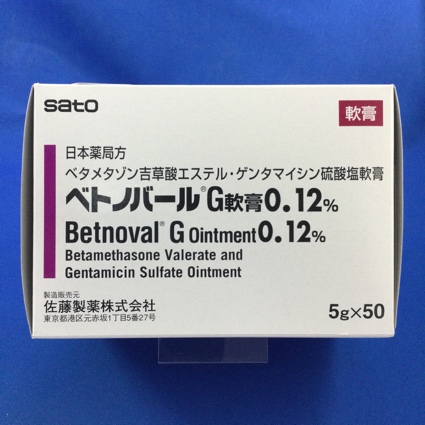 sato
軟膏
日本薬局方
ベタメタゾン吉草酸エステル・ゲンタマイシン硫酸塩軟膏
ベトノバール®G軟膏0.12%
Betnoval® G Ointment 0.12%
Betamethasone Valerate and
Gentamicin Sulfate Ointment
製造販売元
佐藤製薬株式会社
東京都港区元赤坂1丁目5番27号
5g×50